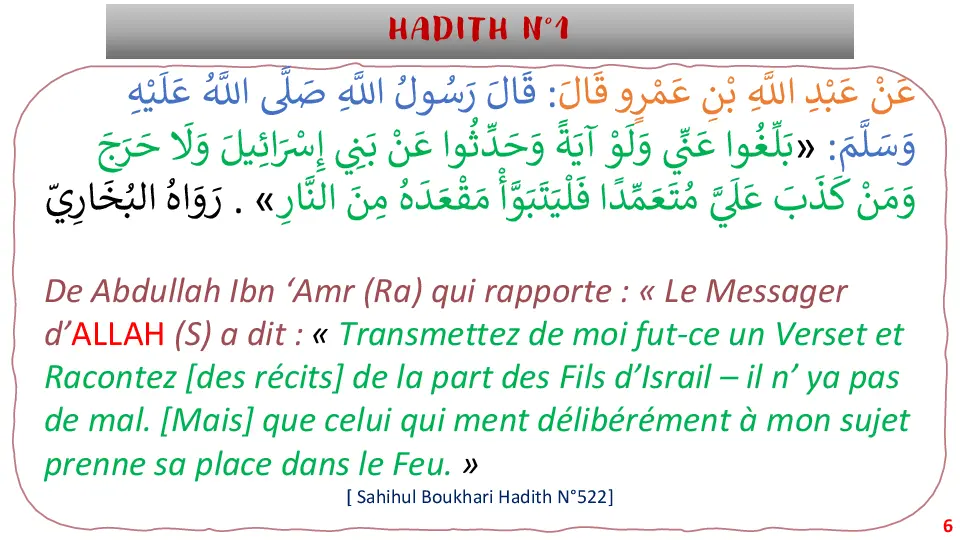 HADITH N°1
عَنْ عَبْدِ اللَّهِ بْنِ عَمْرٍو قَالَ: قَالَ رَسُولُ اللَّهِ صَلَّى اللَّهُ عَلَيْهِ
وَسَلَّمَ: «بَلِّغُوا عَنِّي وَلَوْ آيَةً وَحَدِّثُوا عَنْ بَنِي إِسْرَائِيلَ وَلَا حَرَجَ
وَمَنْ كَذَبَ عَلَيَّ مُتَعَمِّدًا فَلْيَتَبَوَّأْ مَقْعَدَهُ مِنَ النَّارِ» . رَوَاهُ البُخَارِيّ
De Abdullah Ibn ‘Amr (Ra) qui rapporte : « Le Messager
d’ALLAH (S) a dit : « Transmettez de moi fut-ce un Verset et
Racontez [des récits] de la part des Fils d’Israil – il n’ ya pas
de mal. [Mais] que celui qui ment délibérément à mon sujet
prenne sa place dans le Feu. »
[ Sahihul Boukhari Hadith N°522]
6